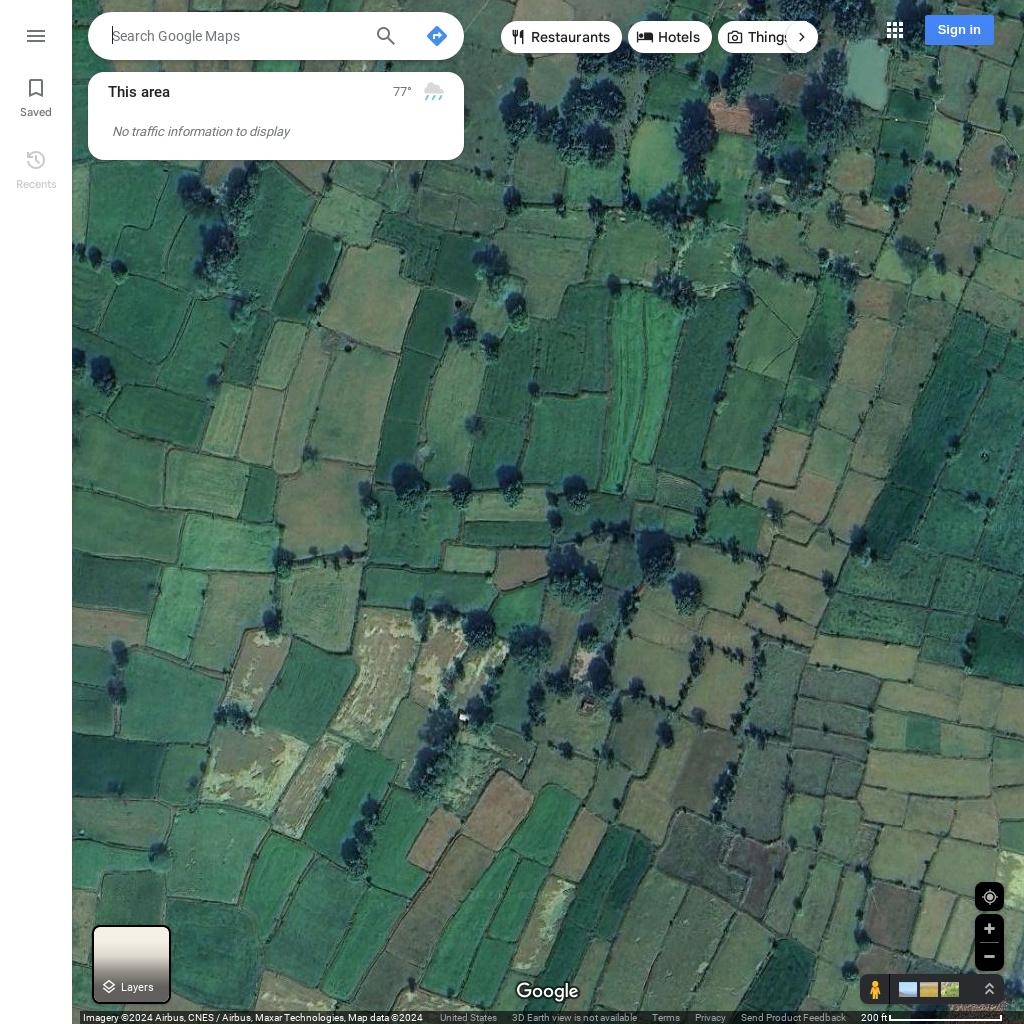 Search Google Maps
Restaurants
Hotels
Things
Sign in
Saved
Recents
This area
77°
No traffic information to display
Layers
Google
Imagery ©2024 Airbus, CNES / Airbus, Maxar Technologies, Map data ©2024 United States 3D Earth view is not available Terms Privacy Send Product Feedback 200 ft